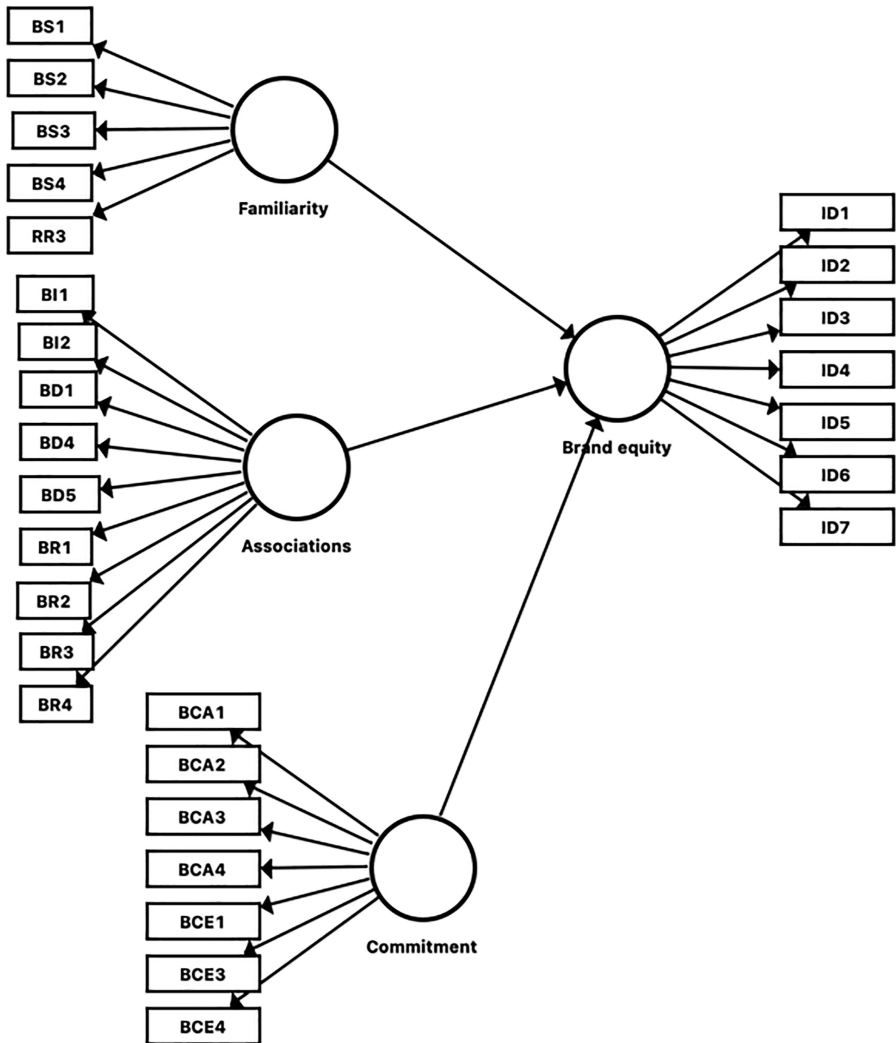 BS1
BS2
BS3
BS4
RR3
Familiarity
BI1
BI2
BD1
BD4
BD5
BR1
BR2
BR3
BR4
Associations
BCA1
BCA2
BCA3
BCA4
BCE1
BCE3
BCE4
Commitment
Brand equity
ID1
ID2
ID3
ID4
ID5
ID6
ID7